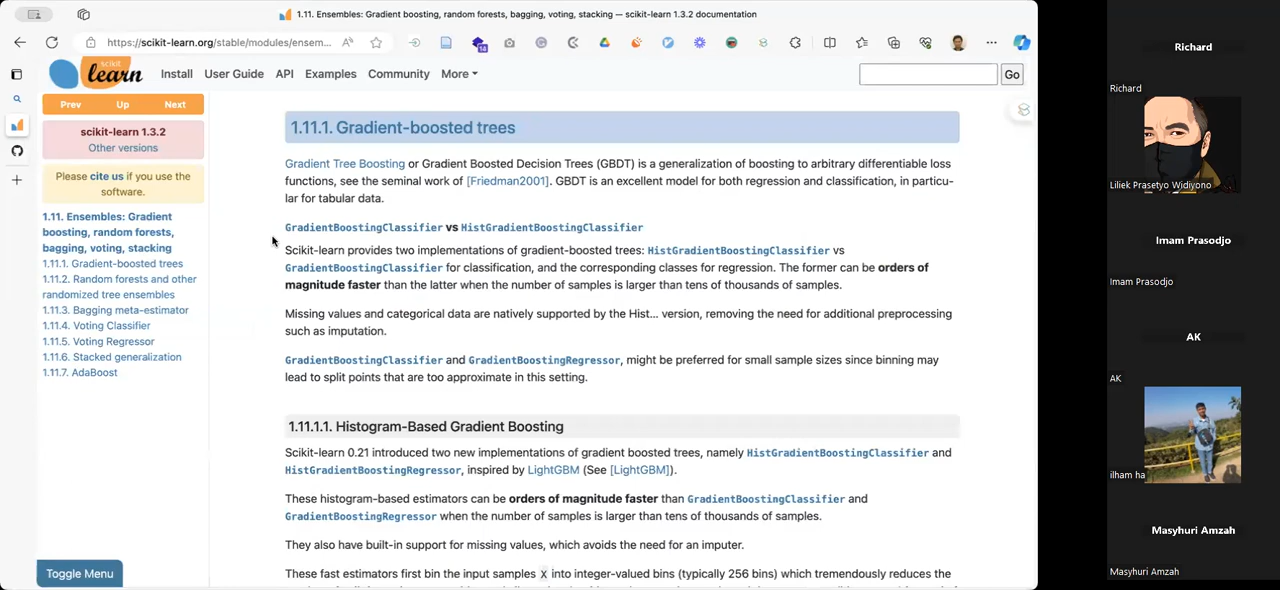 1.11. Ensembles: Gradient boosting, random forests, bagging, voting, stacking — scikit-learn 1.3.2 documentation
https://scikit-learn.org/stable/modules/ensem...
scikit
learn
Install
User Guide
API
Examples
Community
More
Go
Prev
Up
Next
scikit-learn 1.3.2
Other versions
Please cite us if you use the
software.
1.11. Ensembles: Gradient
boosting, random forests,
bagging, voting, stacking
1.11.1. Gradient-boosted trees
1.11.2. Random forests and other
randomized tree ensembles
1.11.3. Bagging meta-estimator
1.11.4. Voting Classifier
1.11.5. Voting Regressor
1.11.6. Stacked generalization
1.11.7. AdaBoost
Toggle Menu
1.11.1. Gradient-boosted trees
Gradient Tree Boosting or Gradient Boosted Decision Trees (GBDT) is a generalization of boosting to arbitrary differentiable loss
functions, see the seminal work of [Friedman2001]. GBDT is an excellent model for both regression and classification, in particu-
lar for tabular data.
GradientBoostingClassifier vs HistGradientBoostingClassifier
Scikit-learn provides two implementations of gradient-boosted trees: HistGradientBoostingClassifier vs
GradientBoostingClassifier for classification, and the corresponding classes for regression. The former can be orders of
magnitude faster than the latter when the number of samples is larger than tens of thousands of samples.
Missing values and categorical data are natively supported by the Hist... version, removing the need for additional preprocessing
such as imputation.
GradientBoostingClassifier and GradientBoostingRegressor, might be preferred for small sample sizes since binning may
lead to split points that are too approximate in this setting.
1.11.1.1. Histogram-Based Gradient Boosting
Scikit-learn 0.21 introduced two new implementations of gradient boosted trees, namely HistGradientBoostingClassifier and
HistGradientBoostingRegressor, inspired by LightGBM (See [LightGBM]).
These histogram-based estimators can be orders of magnitude faster than GradientBoostingClassifier and
GradientBoostingRegressor when the number of samples is larger than tens of thousands of samples.
They also have built-in support for missing values, which avoids the need for an imputer.
These fast estimators first bin the input samples X into integer-valued bins (typically 256 bins) which tremendously reduces the
Richard
Richard
Liliek Prasetyo Widiyono
Imam Prasodjo
Imam Prasodjo
AK
AK
ilham ha
Masyhuri Amzah
Masyhuri Amzah